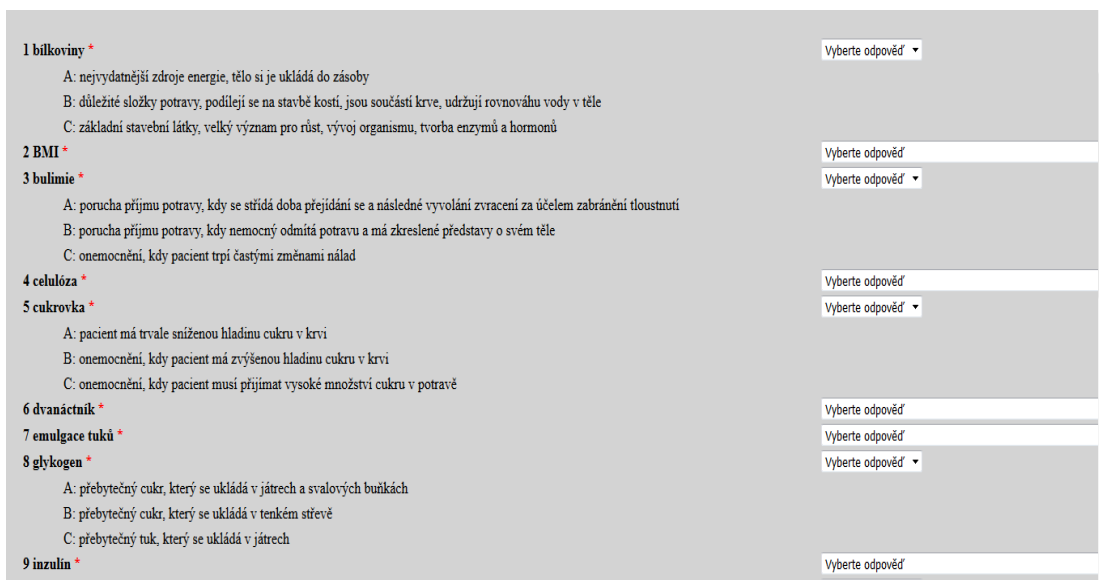 1 bílkoviny * Vyberte odpověď
A: nejvydatnější zdroje energie, tělo si je ukládá do zásoby
B: důležité složky potravy, podílejí se na stavbě kostí, jsou součástí krve, udržují rovnováhu vody v těle
C: základní stavební látky, velký význam pro růst, vývoj organismu, tvorba enzymů a hormonů
2 BMI * Vyberte odpověď
3 bulimie * Vyberte odpověď
A: porucha příjmu potravy, kdy se střídá doba přejídání se a následné vyvolání zvracení za účelem zabránění tloustnutí
B: porucha příjmu potravy, kdy nemocný odmítá potravu a má zkreslené představy o svém těle
C: onemocnění, kdy pacient trpí častými změnami nálad
4 celulóza * Vyberte odpověď
5 cukrovka * Vyberte odpověď
A: pacient má trvale sníženou hladinu cukru v krvi
B: onemocnění, kdy pacient má zvýšenou hladinu cukru v krvi
C: onemocnění, kdy pacient musí přijímat vysoké množství cukru v potravě
6 dvanáctník * Vyberte odpověď
7 emulgace tuků * Vyberte odpověď
8 glykogen * Vyberte odpověď
A: přebytečný cukr, který se ukládá v játrech a svalových buňkách
B: přebytečný cukr, který se ukládá v tenkém střevě
C: přebytečný tuk, který se ukládá v játrech
9 inzulín * Vyberte odpověď